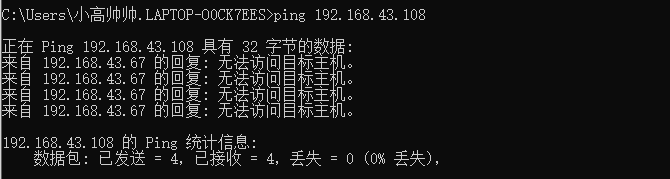 C:\Users\小高帅帅.LAPTOP-OOCK7EES>ping 192.168.43.108
正在 Ping 192.168.43.108 具有 32 字节的数据:
来自 192.168.43.67 的回复: 无法访问目标主机。
来自 192.168.43.67 的回复: 无法访问目标主机。
来自 192.168.43.67 的回复: 无法访问目标主机。
来自 192.168.43.67 的回复: 无法访问目标主机。
192.168.43.108 的 Ping 统计信息:
数据包: 已发送 = 4, 已接收 = 4, 丢失 = 0 (0% 丢失),